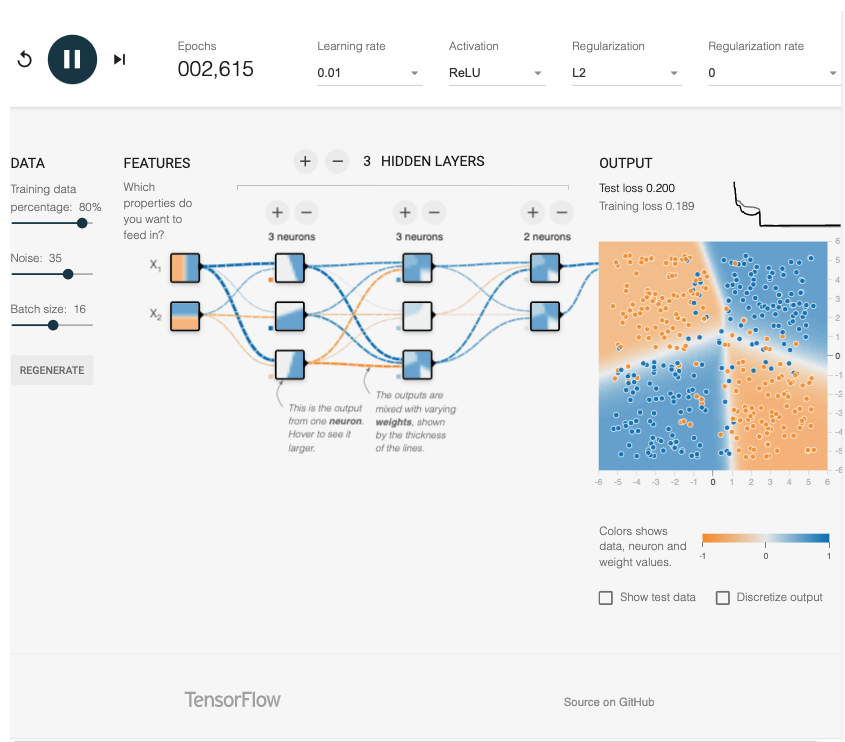 Epochs
002,615
Learning rate
0.01
Activation
ReLU
Regularization
L2
Regularization rate
0
DATA
Training data
percentage: 80%
Noise: 35
Batch size: 16
REGENERATE
FEATURES
Which
properties do
you want to
feed in?
X1
X2
+ − 3 HIDDEN LAYERS
+ −
3 neurons
+ −
3 neurons
+ −
2 neurons
This is the output
from one neuron.
Hover to see it
larger.
The outputs are
mixed with varying
weights, shown
by the thickness
of the lines.
OUTPUT
Test loss 0.200
Training loss 0.189
6
5
4
3
2
1
0
-1
-2
-3
-4
-5
-6 -5 -4 -3 -2 -1 0 1 2 3 4 5 6
Colors shows
data, neuron and
weight values.
-1 0 1
Show test data
Discretize output
TensorFlow
Source on GitHub